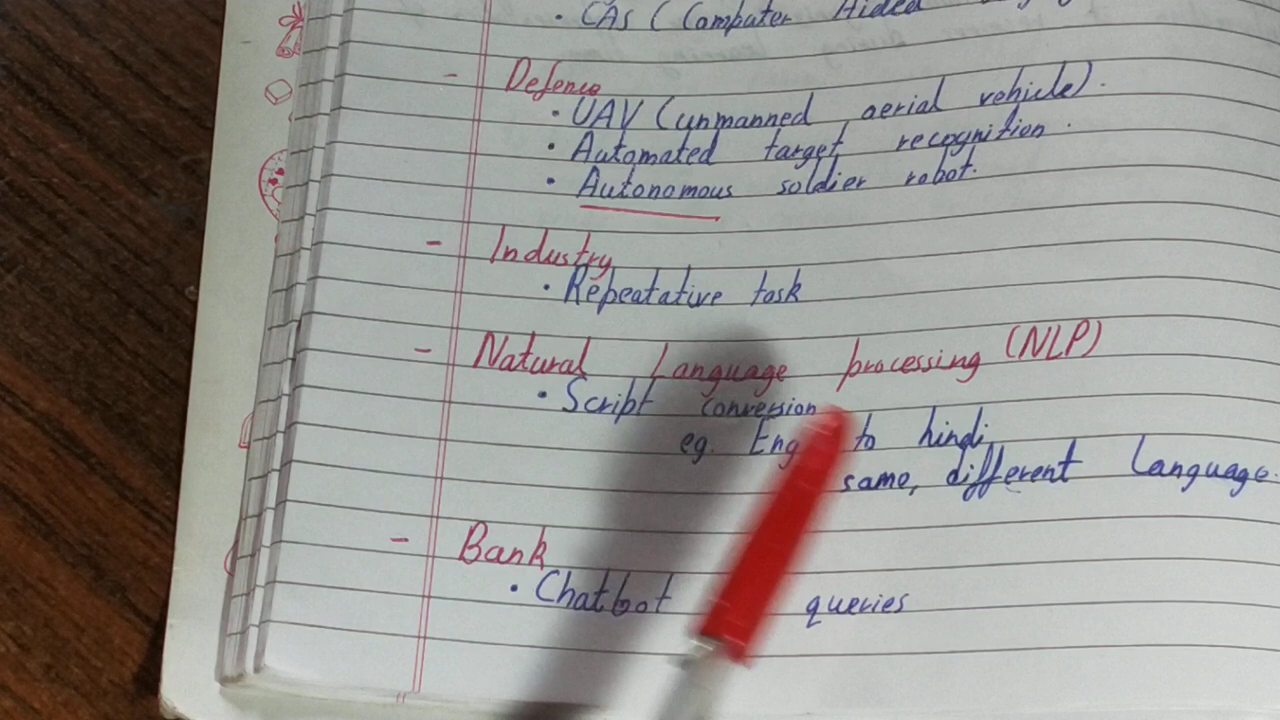 • CAS (Computer Aided
- Defence
• UAV (unmanned aerial vehicle).
• Automated target recognition.
• Autonomous soldier robot.
- Industry
• Repeatative task
- Natural Language processing (NLP)
• Script conversion
eg. Eng to hindi
same, different Language.
- Bank
• Chatbot queries